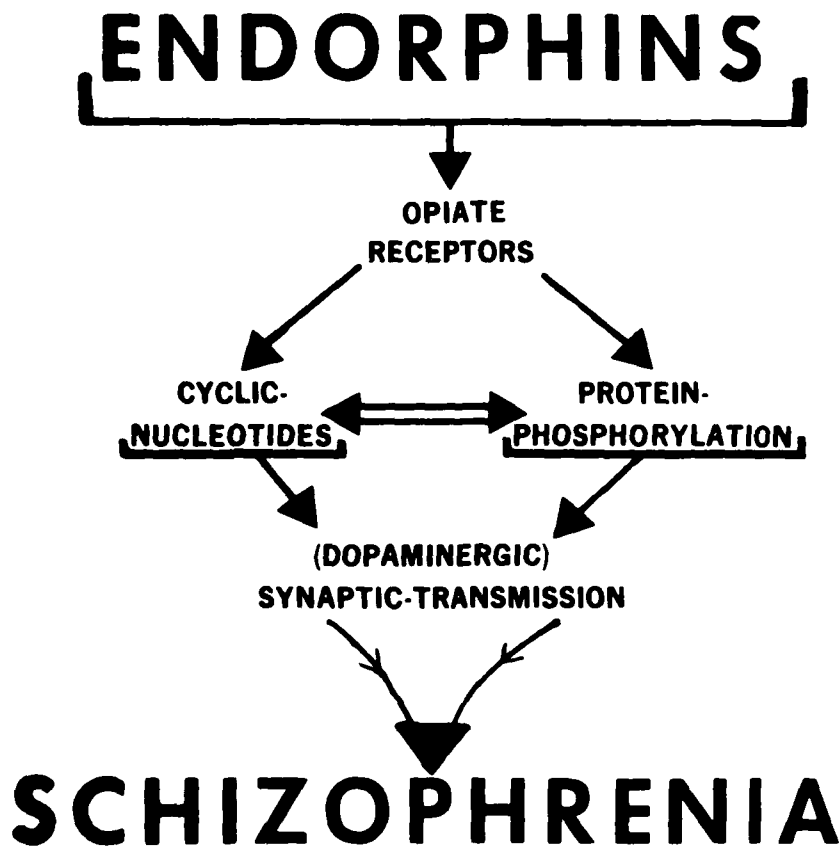 ENDORPHINS
OPIATE
RECEPTORS
CYCLIC-
NUCLEOTIDES
PROTEIN-
PHOSPHORYLATION
(DOPAMINERGIC)
SYNAPTIC-TRANSMISSION
SCHIZOPHRENIA